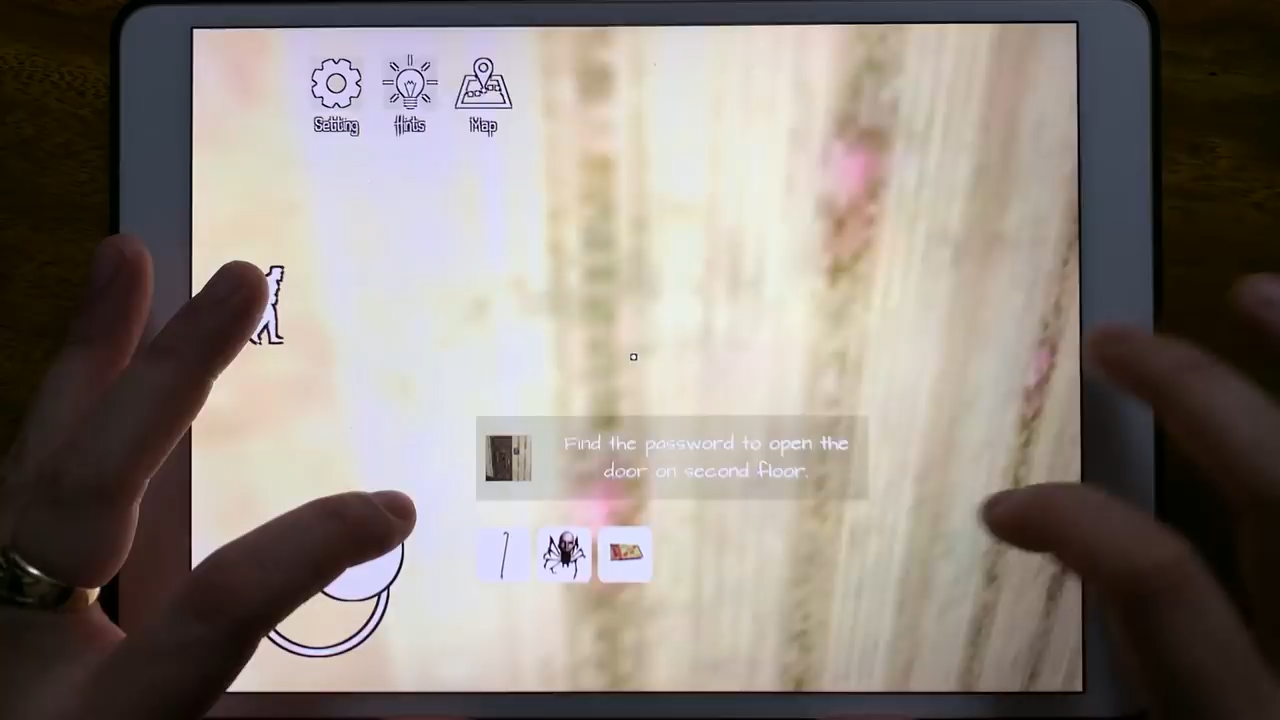 Setting Hints Map
Find the password to open the
door on second floor.